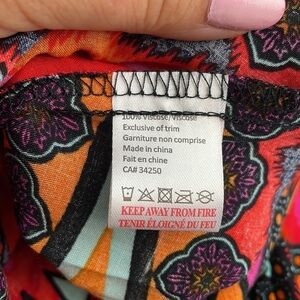 100% Viscose/Viscose
Exclusive of trim
Garniture non comprise
Made in china
Fait en chine
CA# 34250
KEEP AWAY FROM FIRE
TENIR ÉLOIGNÉ DU FEU